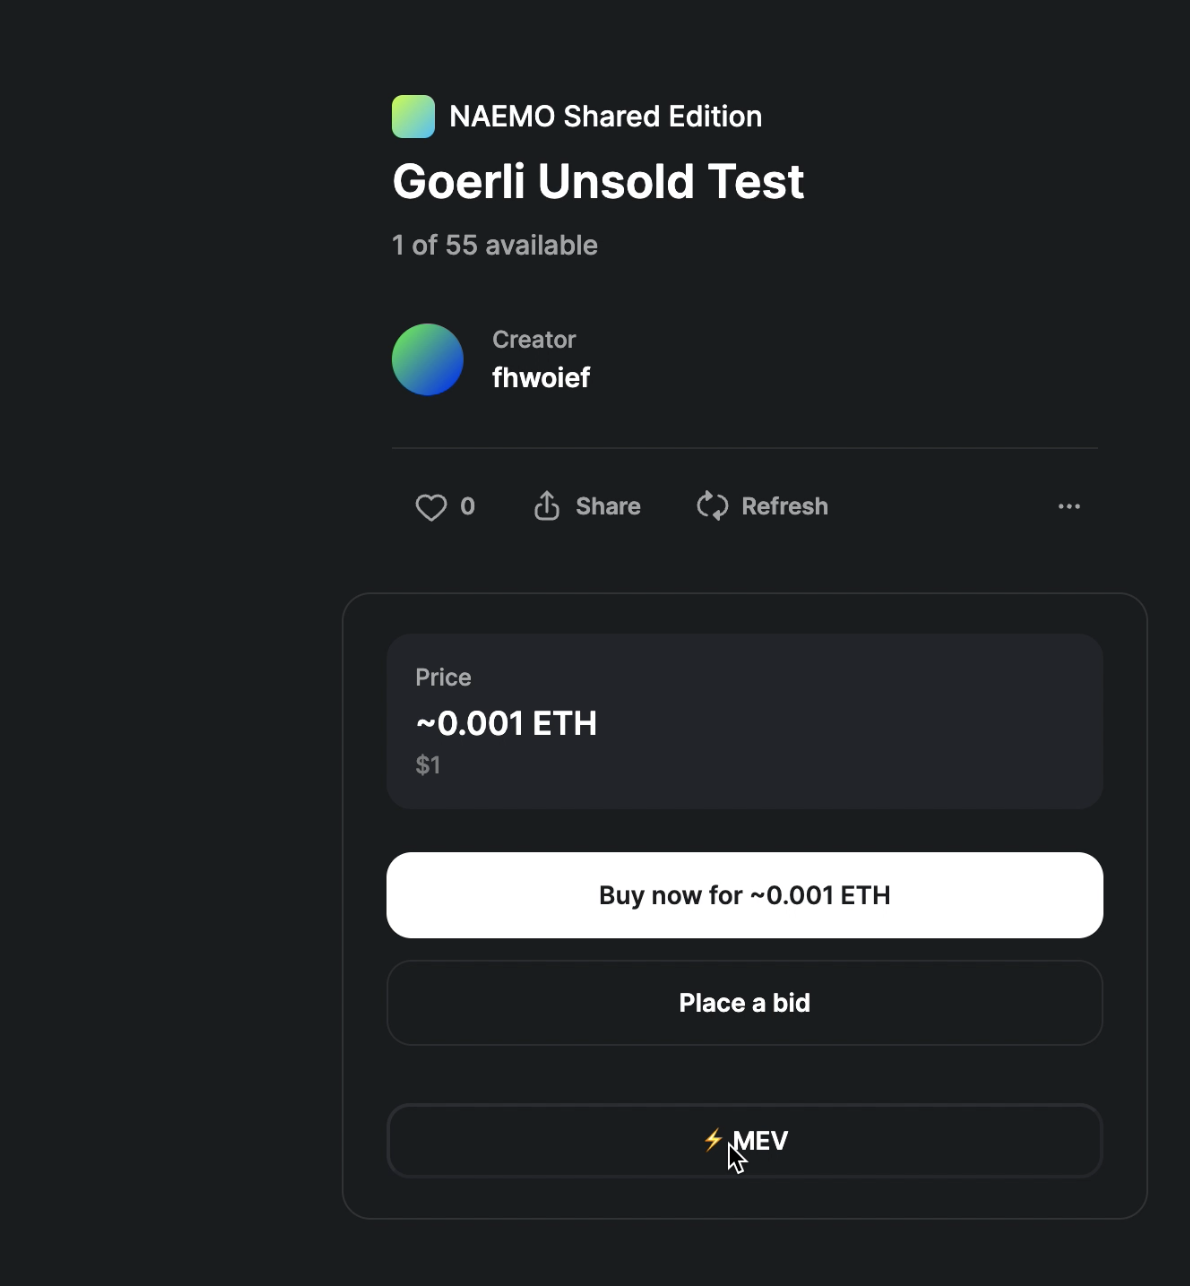 NAEMO Shared Edition
Goerli Unsold Test
1 of 55 available
Creator
fhwoief
0 Share Refresh
Price
~0.001 ETH
$1
Buy now for ~0.001 ETH
Place a bid
⚡ MEV